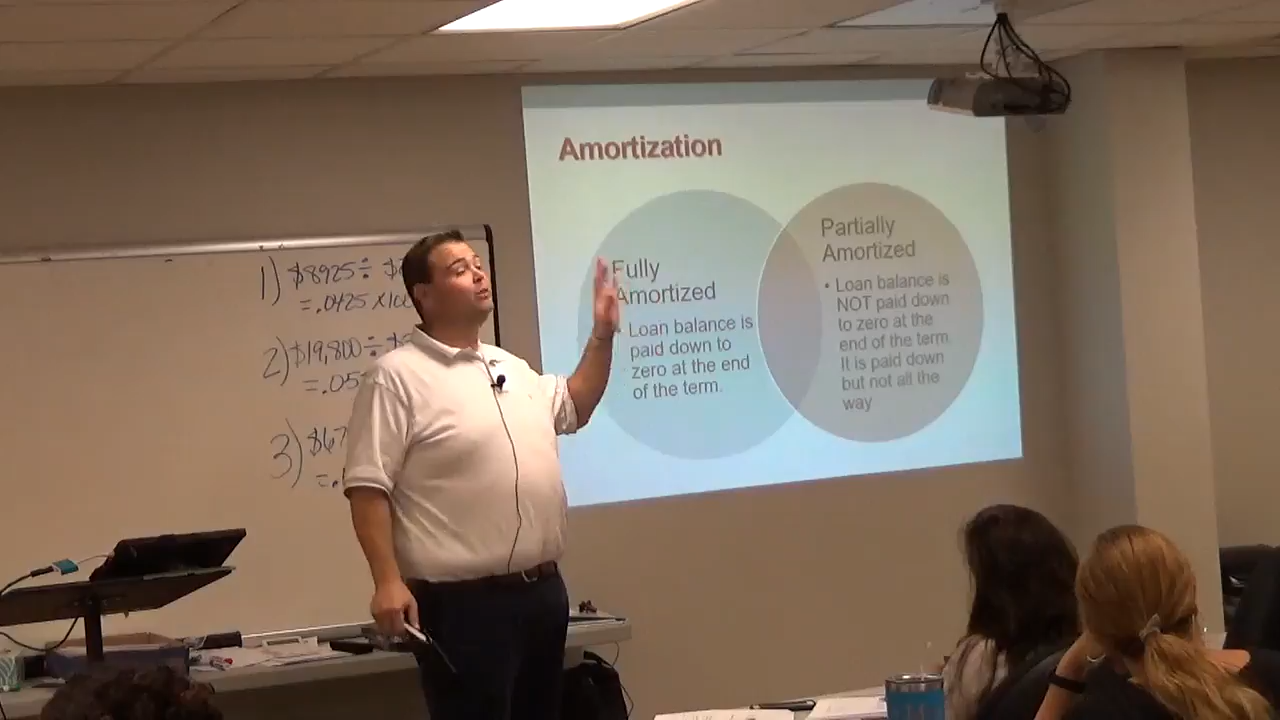 Amortization
Fully
Amortized
• Loan balance is
paid down to
zero at the end
of the term.
Partially
Amortized
• Loan balance is
NOT paid down
to zero at the
end of the term.
It is paid down
but not all the
way
1) $8925 ÷
= .0425 x100
2) $19,800 ÷
= .05
3) $67